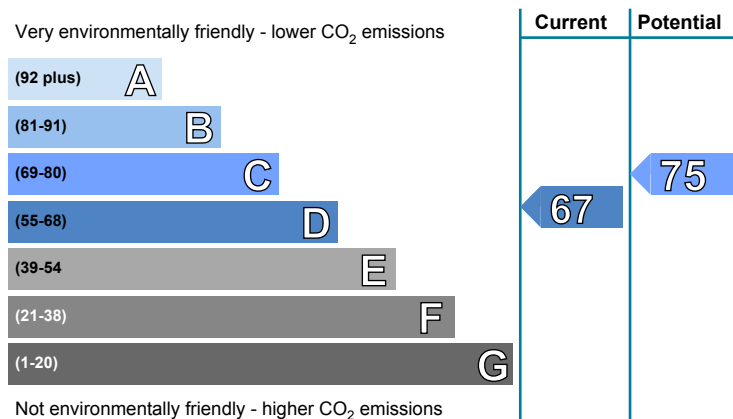 Current Potential
Very environmentally friendly - lower CO₂ emissions
(92 plus) A
(81-91) B
(69-80) C
75
(55-68) D
67
(39-54 E
(21-38) F
(1-20) G
Not environmentally friendly - higher CO₂ emissions